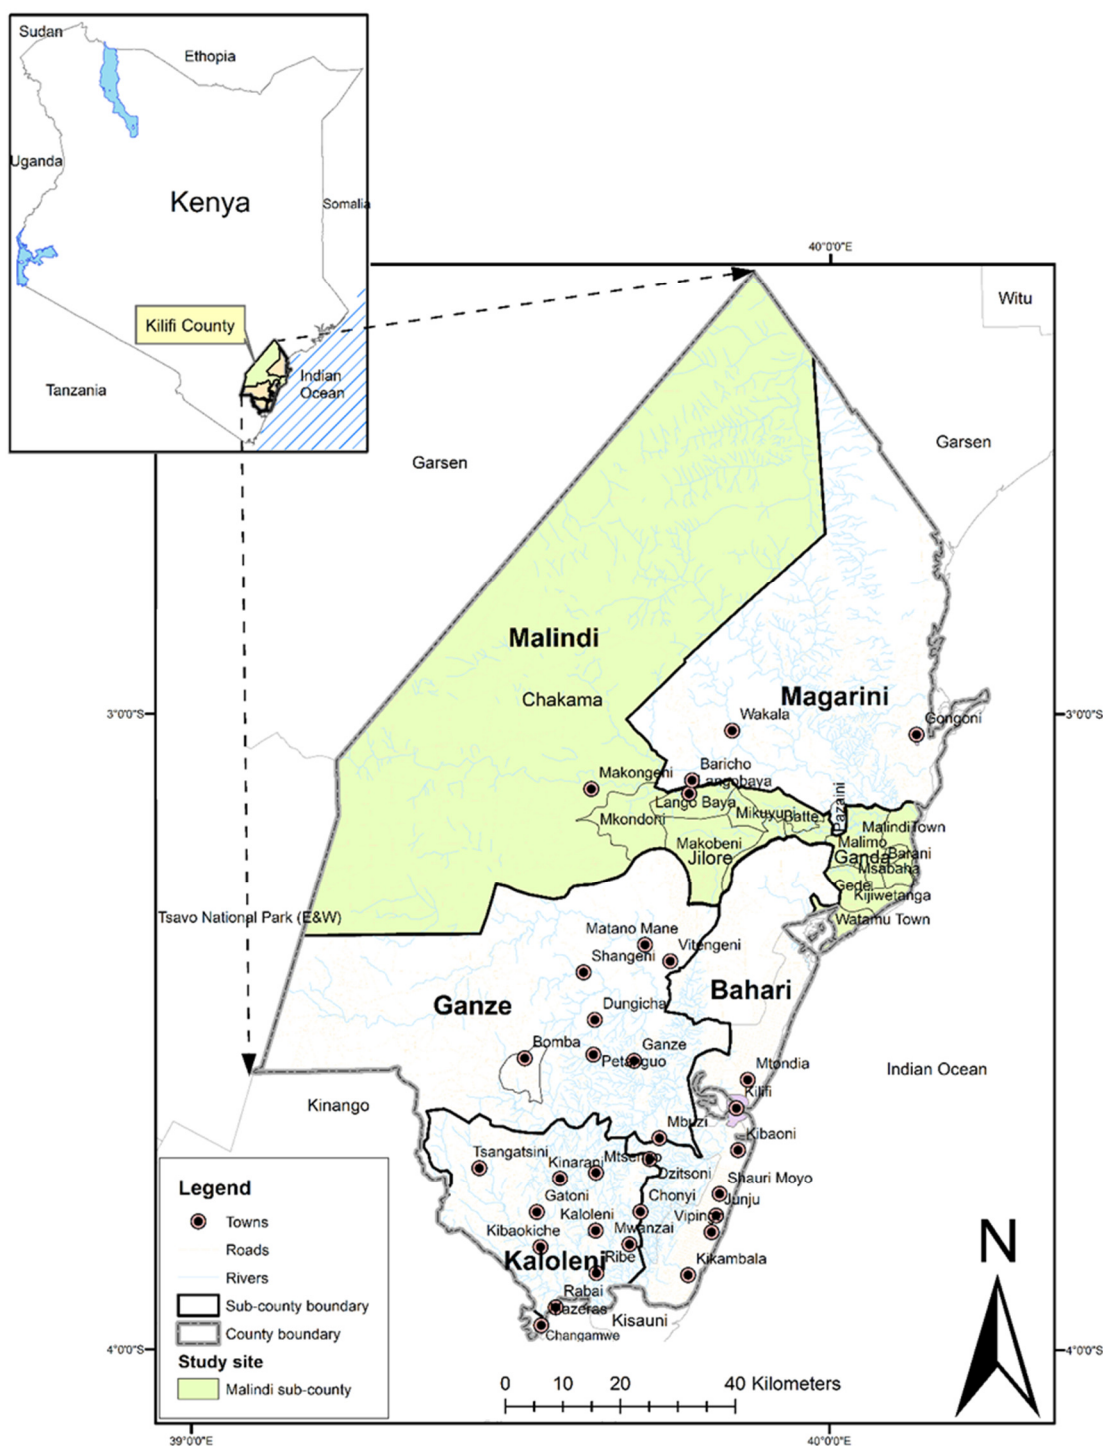 Sudan
Ethiopia
Uganda
Kenya
Somalia
Kilifi County
Tanzania
Indian
Ocean
40°0'0"E
Witu
Garsen
Garsen
Malindi
Chakama
Magarini
3°0'0"S
3°0'0"S
Wakala
Gongoni
Makongeni
Baricho
Lango Baya
Mkondoni
Mikuyuni
Batte
Pazaini
Malindi Town
Makobeni
Jilore
Malimo
Ganda
Barani
Msabaha
Gede
Kijiwetanga
Watamu Town
Tsavo National Park (E&W)
Matano Mane
Vitengeni
Shangeni
Ganze
Bahari
Dungicha
Bomba
Ganze
Petanguo
Mtondia
Indian Ocean
Kilifi
Kinango
Mbuzi
Kibaoni
Tsangatsini
Kinarani
Dzitsoni
Shauri Moyo
Gatoni
Chonyi
Junju
Kibaokiche
Kaloleni
Mwanzai
Vipingo
Kaloleni
Ribe
Kikambala
Rabai
Kisauni
Changamwe
Legend
Towns
Roads
Rivers
Sub-county boundary
County boundary
Study site
Malindi sub-county
N
0 10 20 40 Kilometers
4°0'0"S
4°0'0"S
39°0'0"E
40°0'0"E